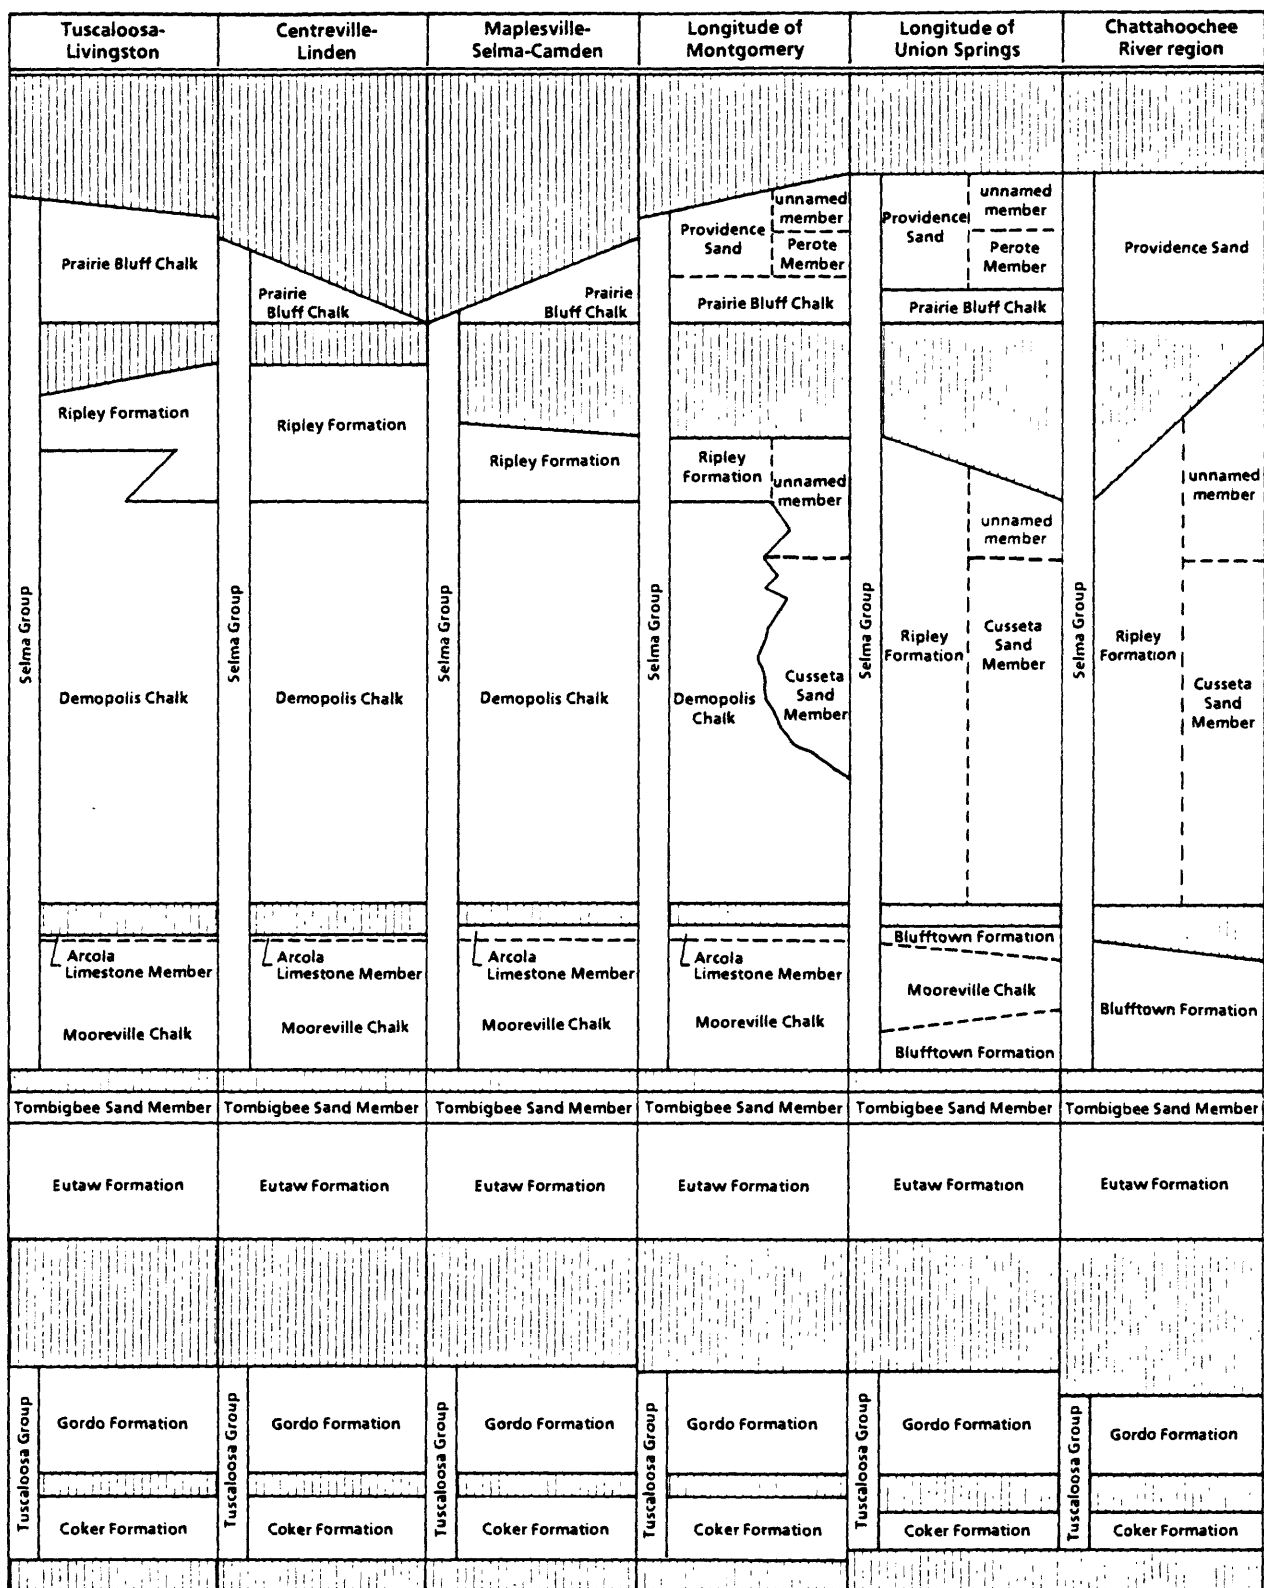 Tuscaloosa-
Livingston
Centreville-
Linden
Maplesville-
Selma-Camden
Longitude of
Montgomery
Longitude of
Union Springs
Chattahoochee
River region
Selma Group
Prairie Bluff Chalk
Ripley Formation
Demopolis Chalk
Arcola
Limestone Member
Mooreville Chalk
Tombigbee Sand Member
Eutaw Formation
Tuscaloosa Group
Gordo Formation
Coker Formation
Selma Group
Prairie
Bluff Chalk
Ripley Formation
Demopolis Chalk
Arcola
Limestone Member
Mooreville Chalk
Tombigbee Sand Member
Eutaw Formation
Tuscaloosa Group
Gordo Formation
Coker Formation
Selma Group
Prairie
Bluff Chalk
Ripley Formation
Demopolis Chalk
Arcola
Limestone Member
Mooreville Chalk
Tombigbee Sand Member
Eutaw Formation
Tuscaloosa Group
Gordo Formation
Coker Formation
Selma Group
Providence
Sand
unnamed
member
Perote
Member
Prairie Bluff Chalk
Ripley
Formation
unnamed
member
Cusseta
Sand
Member
Demopolis
Chalk
Arcola
Limestone Member
Mooreville Chalk
Tombigbee Sand Member
Eutaw Formation
Tuscaloosa Group
Gordo Formation
Coker Formation
Selma Group
Providence
Sand
unnamed
member
Perote
Member
Prairie Bluff Chalk
unnamed
member
Ripley
Formation
Cusseta
Sand
Member
Blufftown Formation
Mooreville Chalk
Blufftown Formation
Tombigbee Sand Member
Eutaw Formation
Tuscaloosa Group
Gordo Formation
Coker Formation
Selma Group
Providence Sand
unnamed
member
Ripley
Formation
Cusseta
Sand
Member
Blufftown Formation
Tombigbee Sand Member
Eutaw Formation
Tuscaloosa Group
Gordo Formation
Coker Formation